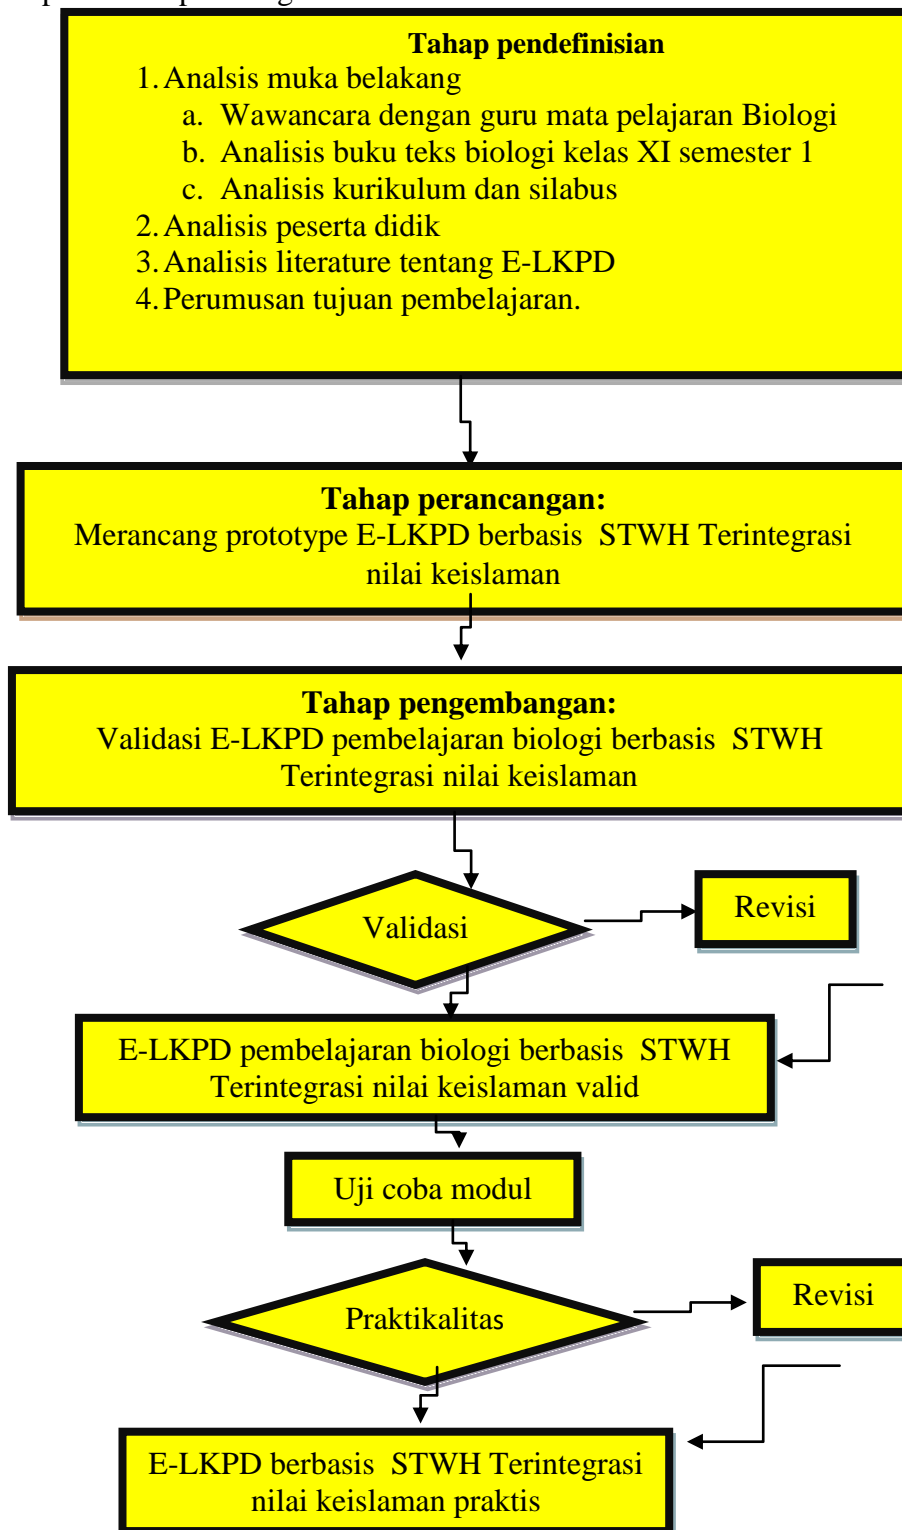 Tahap pendefinisian
1. Analsis muka belakang
a. Wawancara dengan guru mata pelajaran Biologi
b. Analisis buku teks biologi kelas XI semester 1
c. Analisis kurikulum dan silabus
2. Analisis peserta didik
3. Analisis literature tentang E-LKPD
4. Perumusan tujuan pembelajaran.
Tahap perancangan:
Merancang prototype E-LKPD berbasis STWH Terintegrasi
nilai keislaman
Tahap pengembangan:
Validasi E-LKPD pembelajaran biologi berbasis STWH
Terintegrasi nilai keislaman
Validasi
Revisi
E-LKPD pembelajaran biologi berbasis STWH
Terintegrasi nilai keislaman valid
Uji coba modul
Praktikalitas
Revisi
E-LKPD berbasis STWH Terintegrasi
nilai keislaman praktis